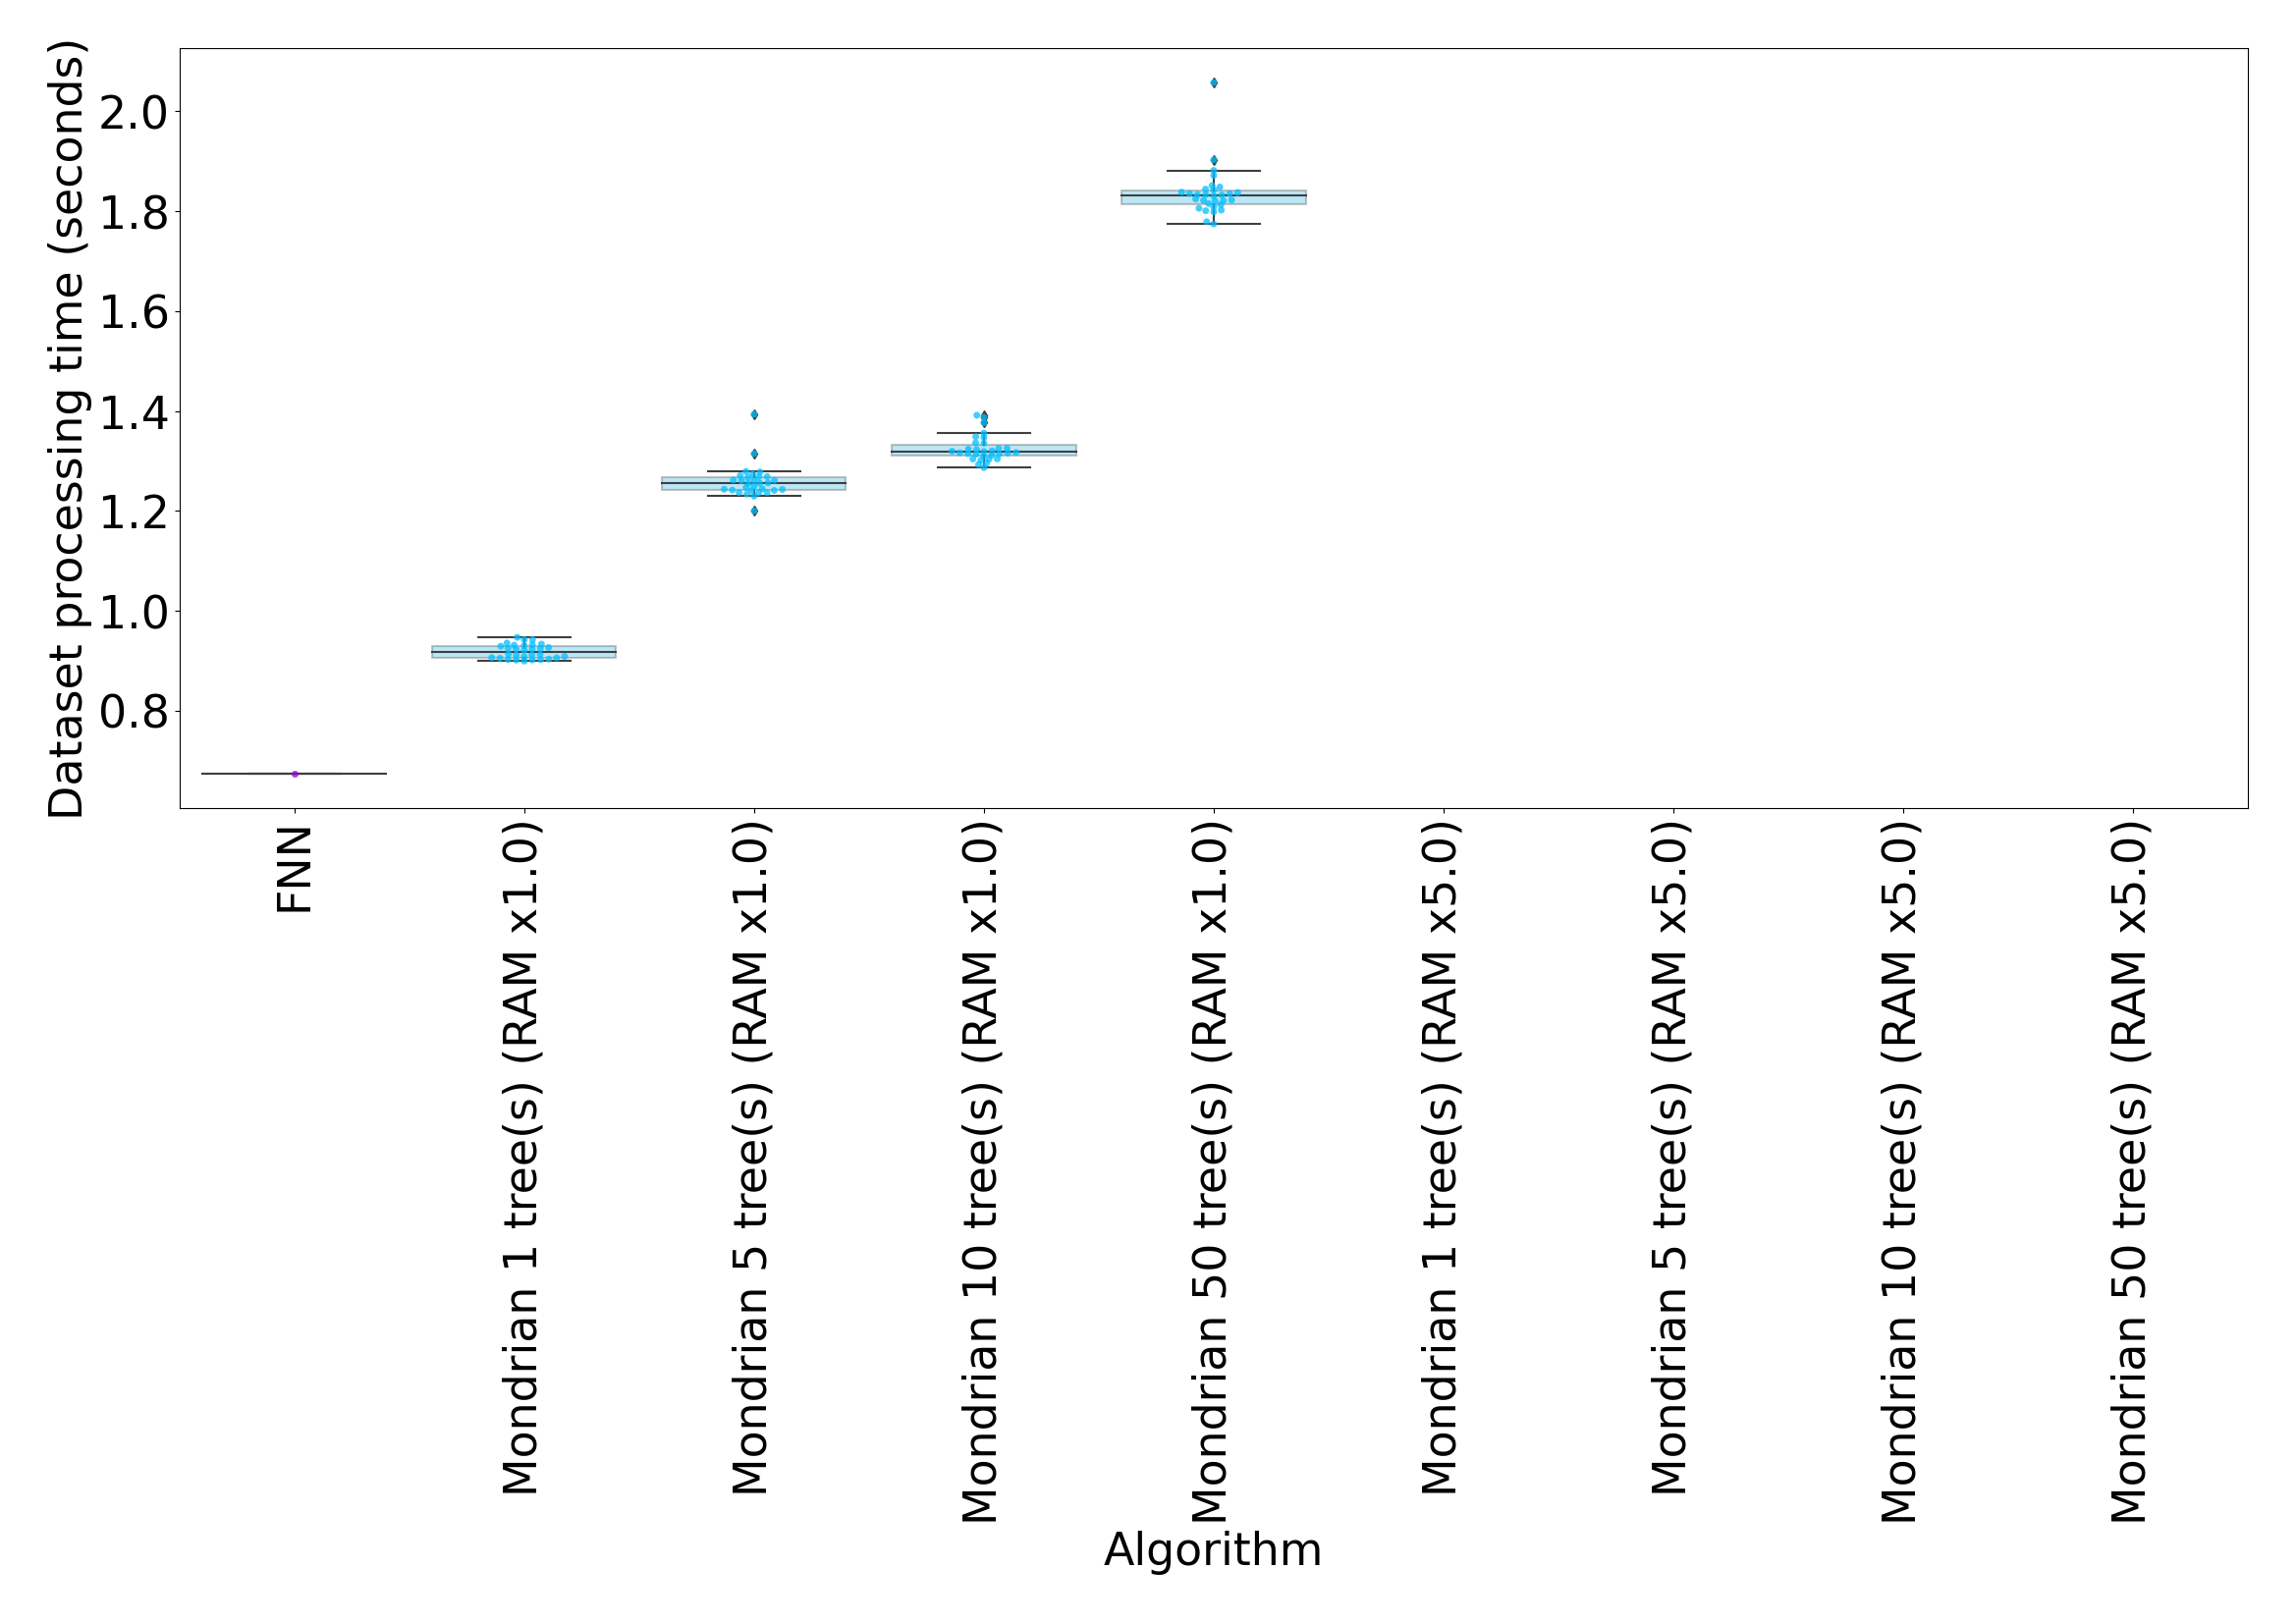 Dataset processing time (seconds)
2.0
1.8
1.6
1.4
1.2
1.0
0.8
FNN
Mondrian 1 tree(s) (RAM x1.0)
Mondrian 5 tree(s) (RAM x1.0)
Mondrian 10 tree(s) (RAM x1.0)
Mondrian 50 tree(s) (RAM x1.0)
Mondrian 1 tree(s) (RAM x5.0)
Mondrian 5 tree(s) (RAM x5.0)
Mondrian 10 tree(s) (RAM x5.0)
Mondrian 50 tree(s) (RAM x5.0)
Algorithm